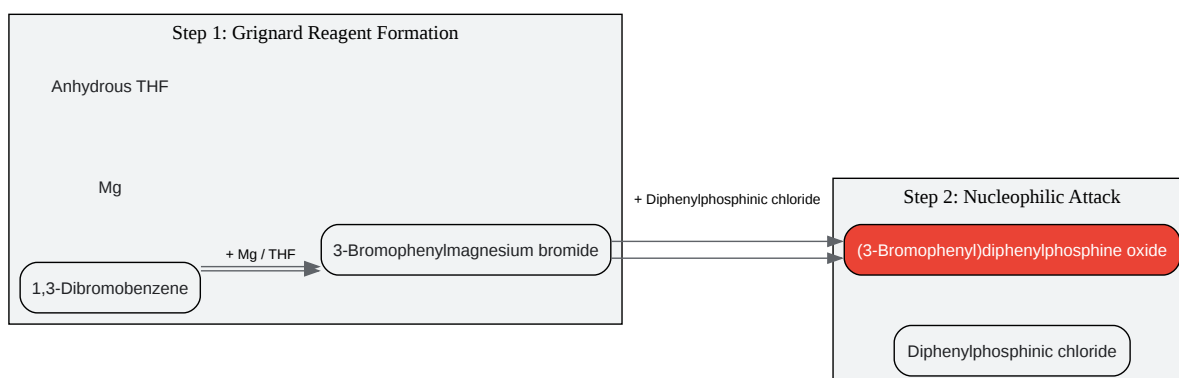 Step 1: Grignard Reagent Formation
Anhydrous THF
Mg
1,3-Dibromobenzene
+ Mg / THF
3-Bromophenylmagnesium bromide
+ Diphenylphosphinic chloride
Step 2: Nucleophilic Attack
(3-Bromophenyl)diphenylphosphine oxide
Diphenylphosphinic chloride